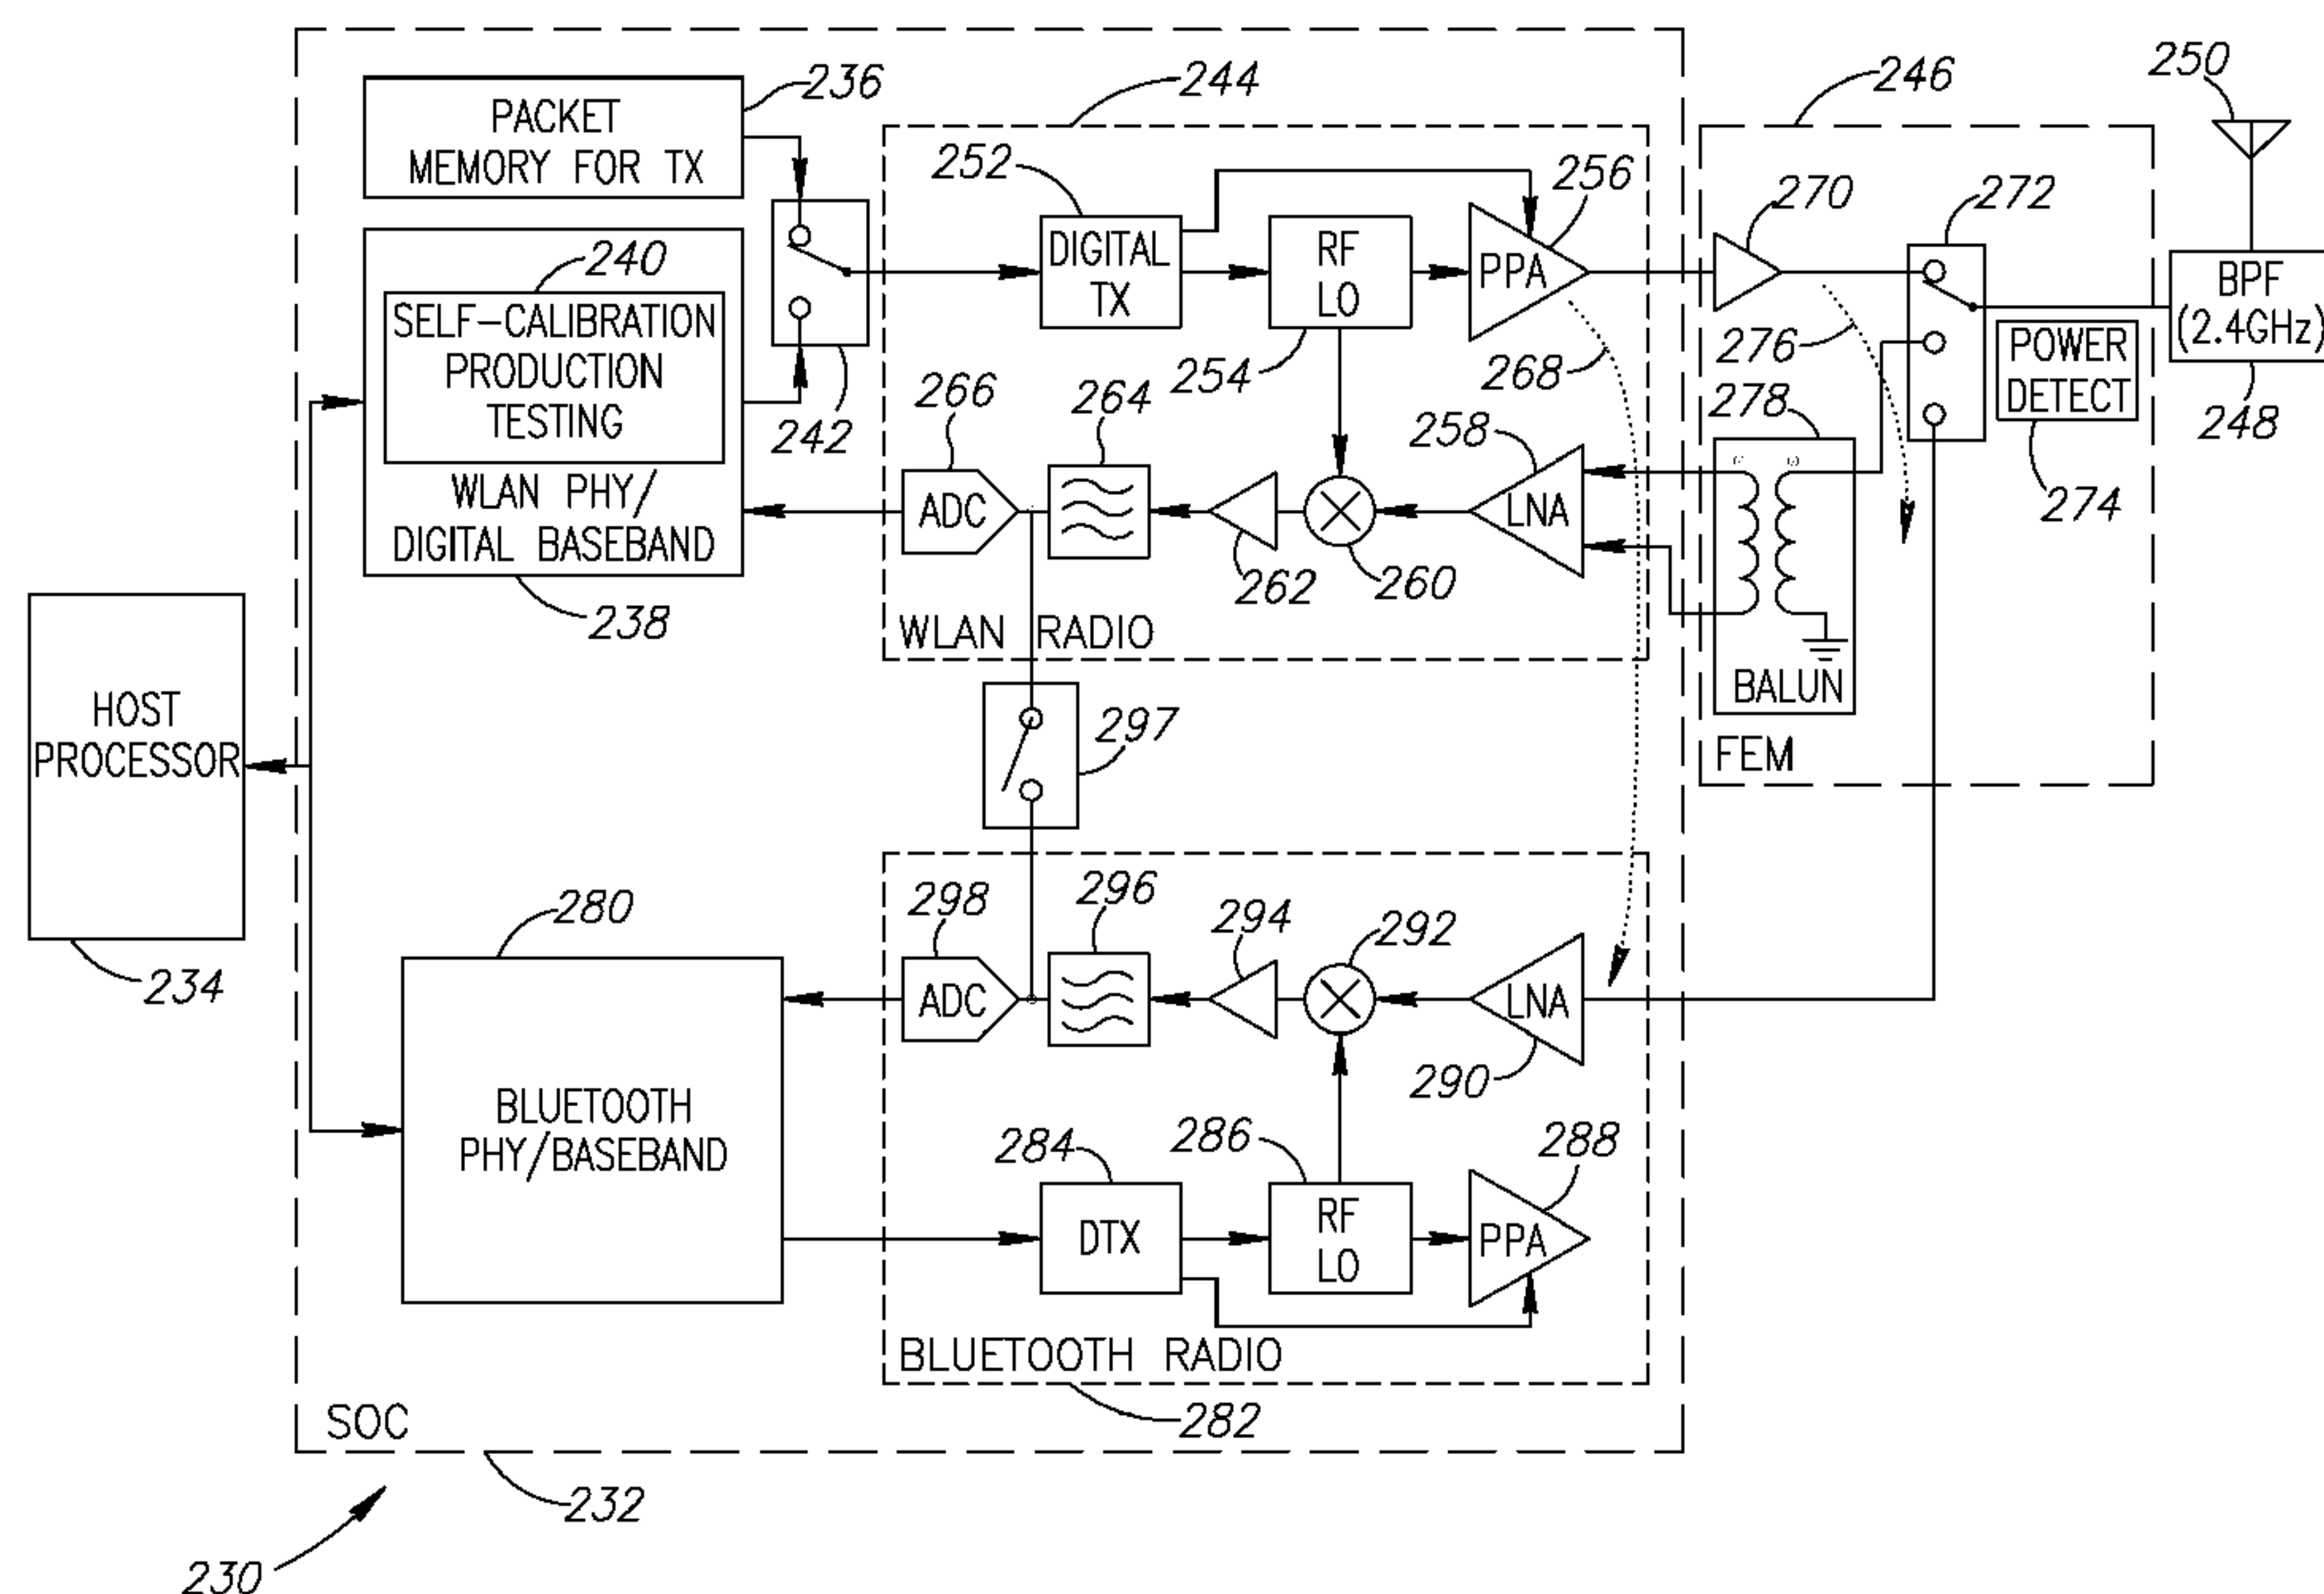 PACKET
MEMORY FOR TX
236
244
246
250
252
256
270
272
240
SELF-CALIBRATION
PRODUCTION
TESTING
WLAN PHY/
DIGITAL BASEBAND
238
242
DIGITAL
TX
RF
LO
254
PPA
268
276
BPF
(2.4GHz)
248
POWER
DETECT
274
278
266
264
258
ADC
262
260
LNA
WLAN RADIO
BALUN
FEM
HOST
PROCESSOR
234
297
280
298
296
294
292
ADC
LNA
290
BLUETOOTH
PHY/BASEBAND
284
286
288
DTX
RF
LO
PPA
BLUETOOTH RADIO
282
SOC
232
230